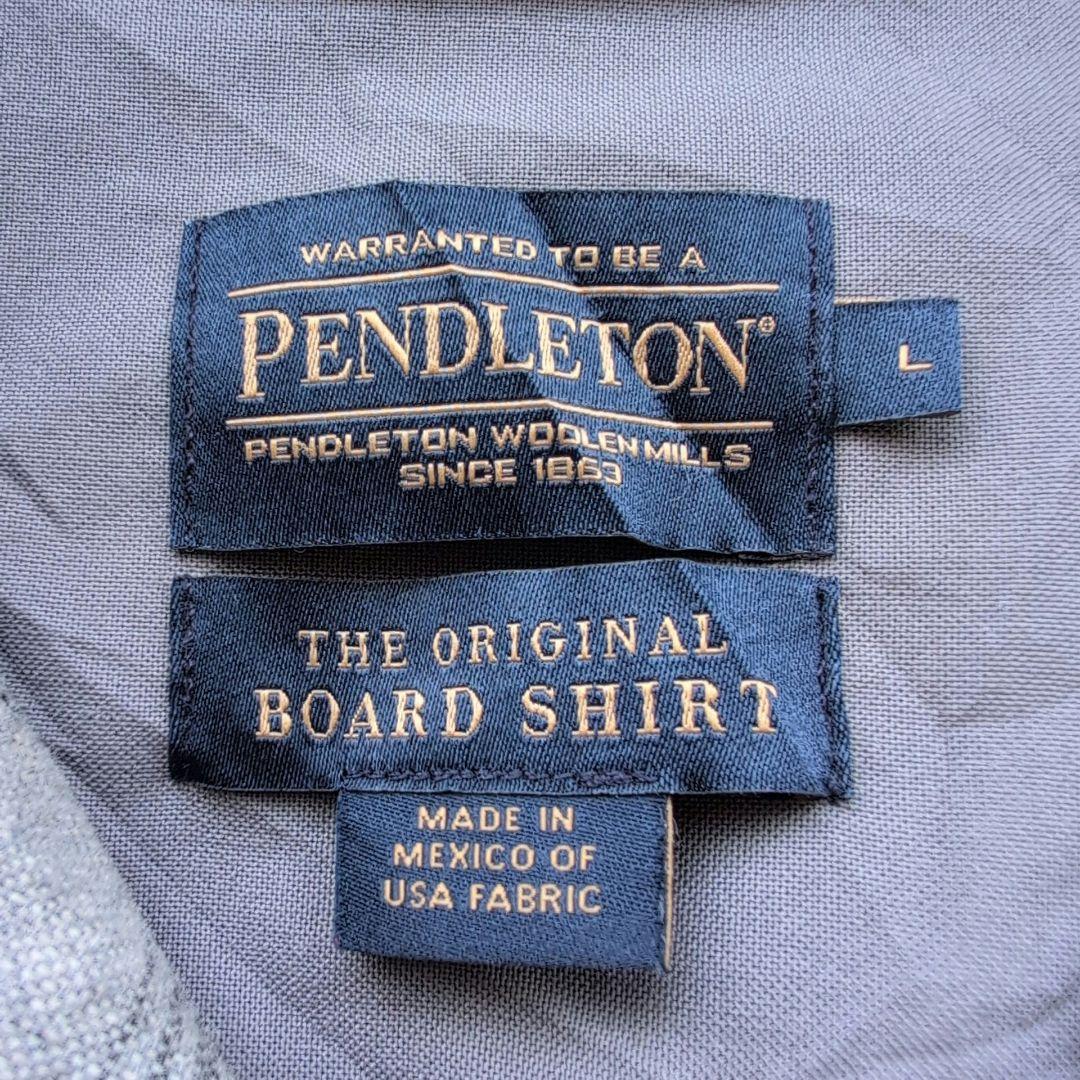 WARRANTED TO BE A
PENDLETON®
L
PENDLETON WOOLEN MILLS
SINCE 1863
THE ORIGINAL
BOARD SHIRT
MADE IN
MEXICO OF
USA FABRIC